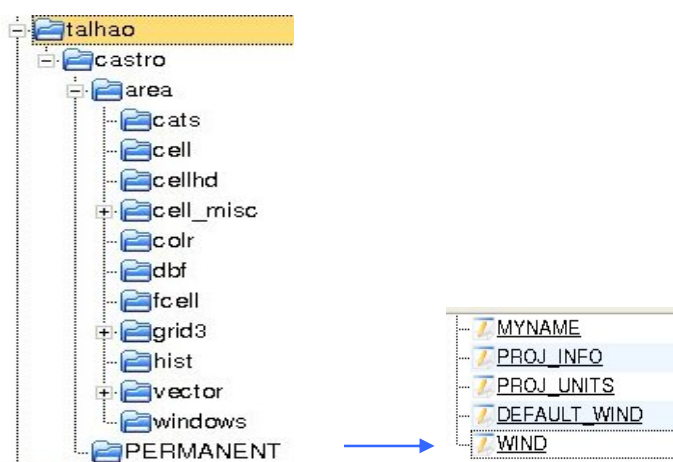 talhao
castro
area
cats
cell
cellhd
cell_misc
colr
dbf
fcell
grid3
hist
vector
windows
PERMANENT
MYNAME
PROJ_INFO
PROJ_UNITS
DEFAULT_WIND
WIND